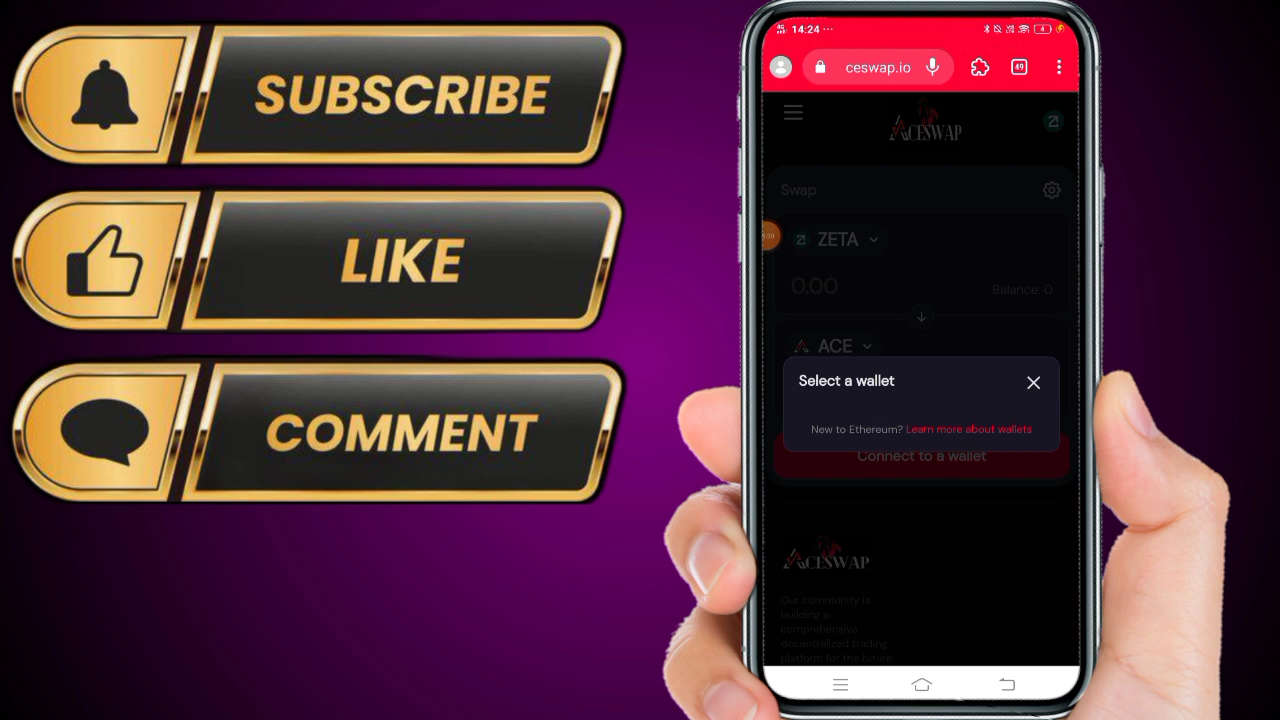 SUBSCRIBE
LIKE
COMMENT
4G
14:24
4
ceswap.io
49
ACESWAP
Swap
ZETA
0.00
Balance: 0
ACE
Select a wallet
New to Ethereum? Learn more about wallets
Connect to a wallet
ACESWAP
Our community is
building a
comprehensive
decentralized trading
platform for the future